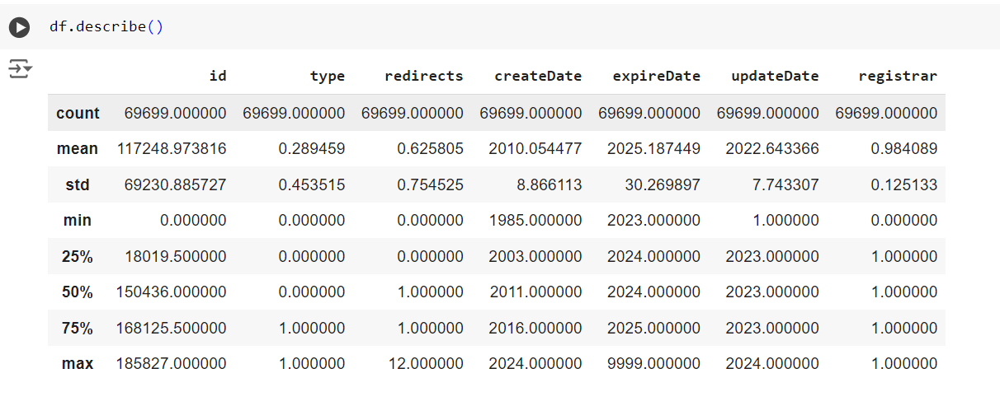 df.describe()
id type redirects createDate expireDate updateDate registrar
count 69699.000000 69699.000000 69699.000000 69699.000000 69699.000000 69699.000000 69699.000000
mean 117248.973816 0.289459 0.625805 2010.054477 2025.187449 2022.643366 0.984089
std 69230.885727 0.453515 0.754525 8.866113 30.269897 7.743307 0.125133
min 0.000000 0.000000 0.000000 1985.000000 2023.000000 1.000000 0.000000
25% 18019.500000 0.000000 0.000000 2003.000000 2024.000000 2023.000000 1.000000
50% 150436.000000 0.000000 1.000000 2011.000000 2024.000000 2023.000000 1.000000
75% 168125.500000 1.000000 1.000000 2016.000000 2025.000000 2023.000000 1.000000
max 185827.000000 1.000000 12.000000 2024.000000 9999.000000 2024.000000 1.000000